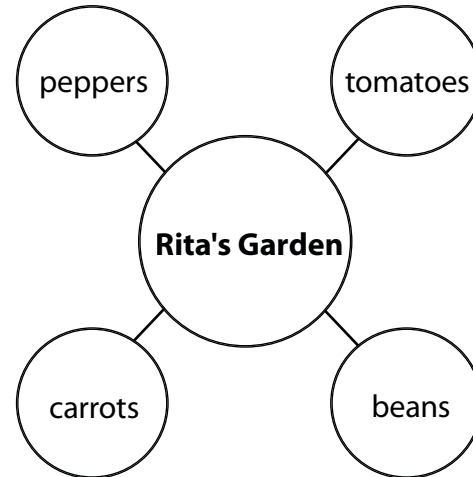 peppers
tomatoes
Rita's Garden
carrots
beans